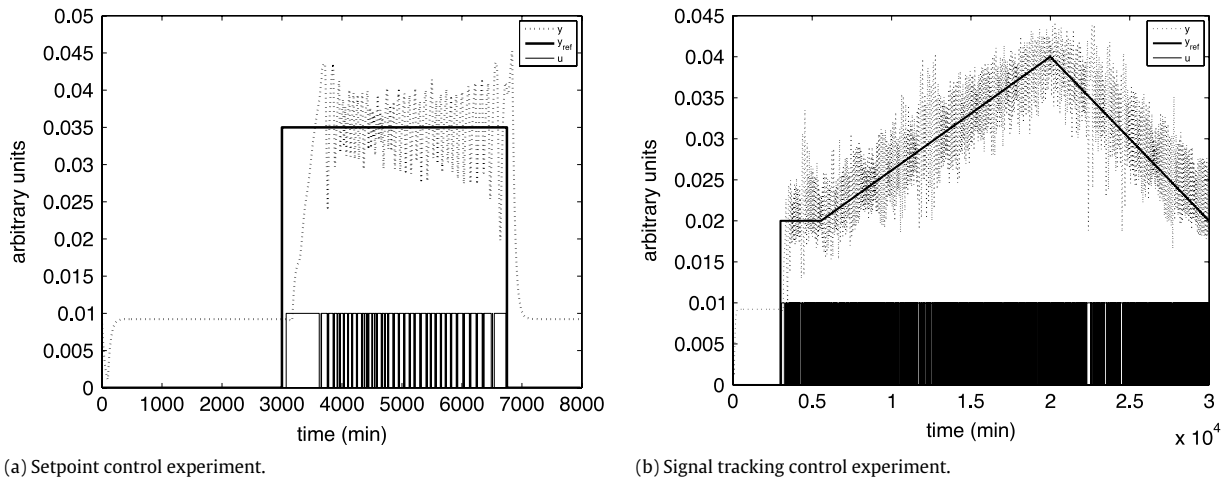 0.05
0.045
0.04
0.035
0.03
0.025
0.02
0.015
0.01
0.005
0
arbitrary units
0 1000 2000 3000 4000 5000 6000 7000 8000
time (min)
y
y_ref
u
(a) Setpoint control experiment.
0.045
0.04
0.035
0.03
0.025
0.02
0.015
0.01
0.005
0
arbitrary units
0 0.5 1 1.5 2 2.5 3
x 10^4
time (min)
y
y_ref
u
(b) Signal tracking control experiment.